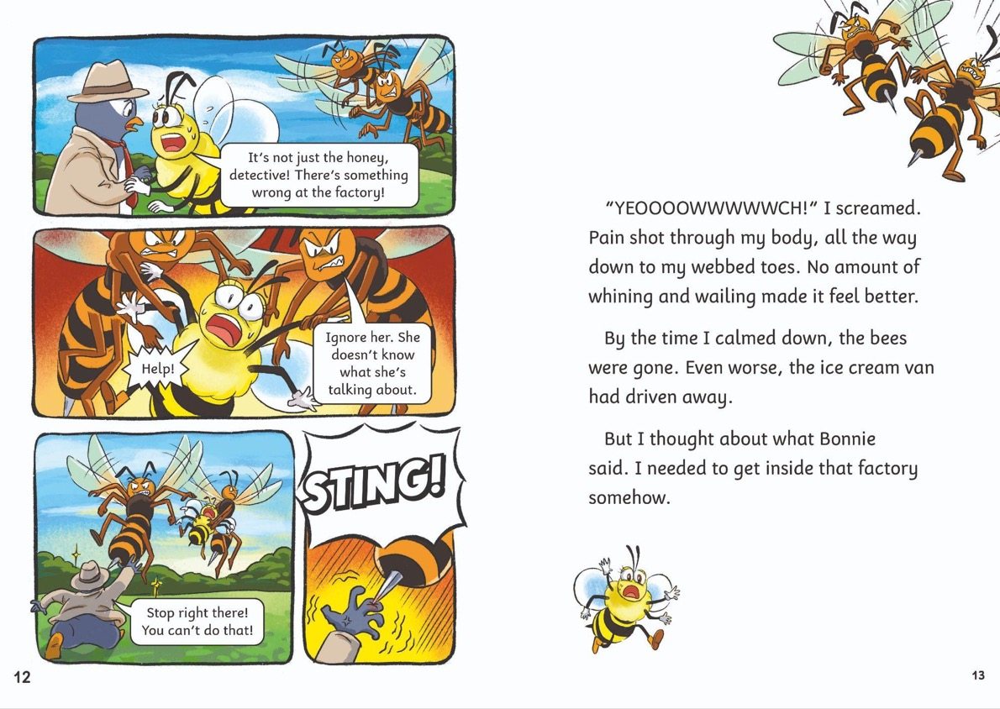 It's not just the honey,
detective! There's something
wrong at the factory!
Help!
Ignore her. She
doesn't know
what she's
talking about.
Stop right there!
You can't do that!
STING!
12
“YEOOOOWWWWWCH!” I screamed.
Pain shot through my body, all the way
down to my webbed toes. No amount of
whining and wailing made it feel better.
By the time I calmed down, the bees
were gone. Even worse, the ice cream van
had driven away.
But I thought about what Bonnie
said. I needed to get inside that factory
somehow.
13